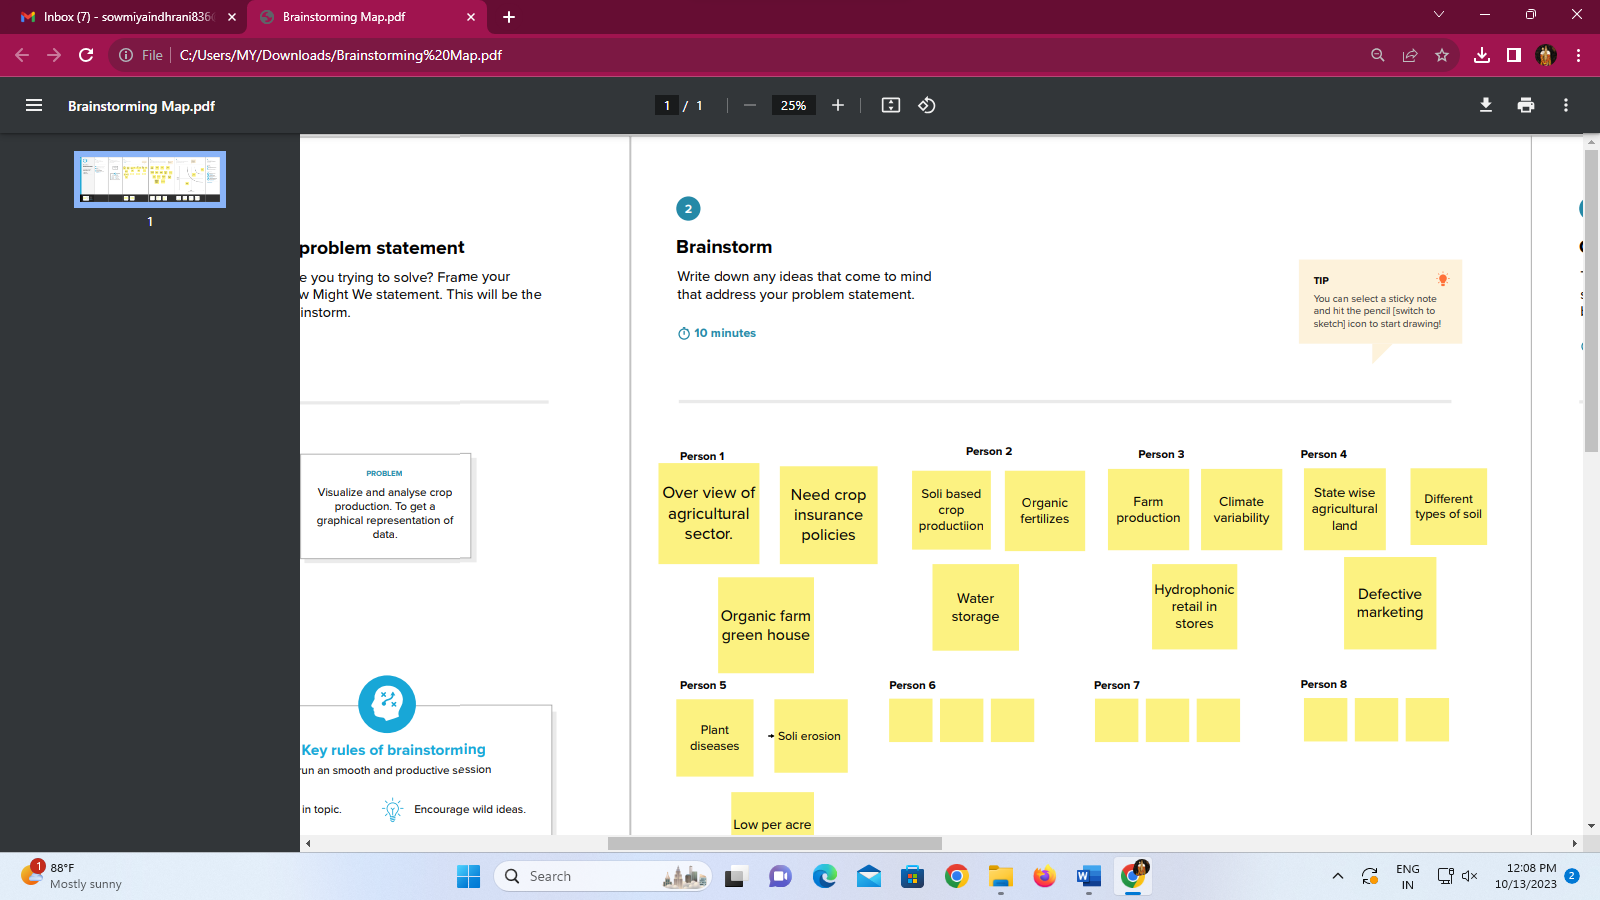 Inbox (7) - sowmiyaindhrani836
Brainstorming Map.pdf
File
C:/Users/MY/Downloads/Brainstorming%20Map.pdf
Brainstorming Map.pdf
1 / 1
25%
1
problem statement
e you trying to solve? Frame your
w Might We statement. This will be the
instorm.
PROBLEM
Visualize and analyse crop
production. To get a
graphical representation of
data.
Key rules of brainstorming
run an smooth and productive session
in topic.
Encourage wild ideas.
2
Brainstorm
Write down any ideas that come to mind
that address your problem statement.
10 minutes
TIP
You can select a sticky note
and hit the pencil [switch to
sketch] icon to start drawing!
Person 1
Over view of
agricultural
sector.
Need crop
insurance
policies
Organic farm
green house
Person 2
Soli based
crop
productiion
Organic
fertilizes
Water
storage
Person 3
Farm
production
Climate
variability
Hydrophonic
retail in
stores
Person 4
State wise
agricultural
land
Different
types of soil
Defective
marketing
Person 5
Plant
diseases
Soli erosion
Low per acre
Person 6
Person 7
Person 8
1
88°F
Mostly sunny
Search
ENG
IN
12:08 PM
10/13/2023
2